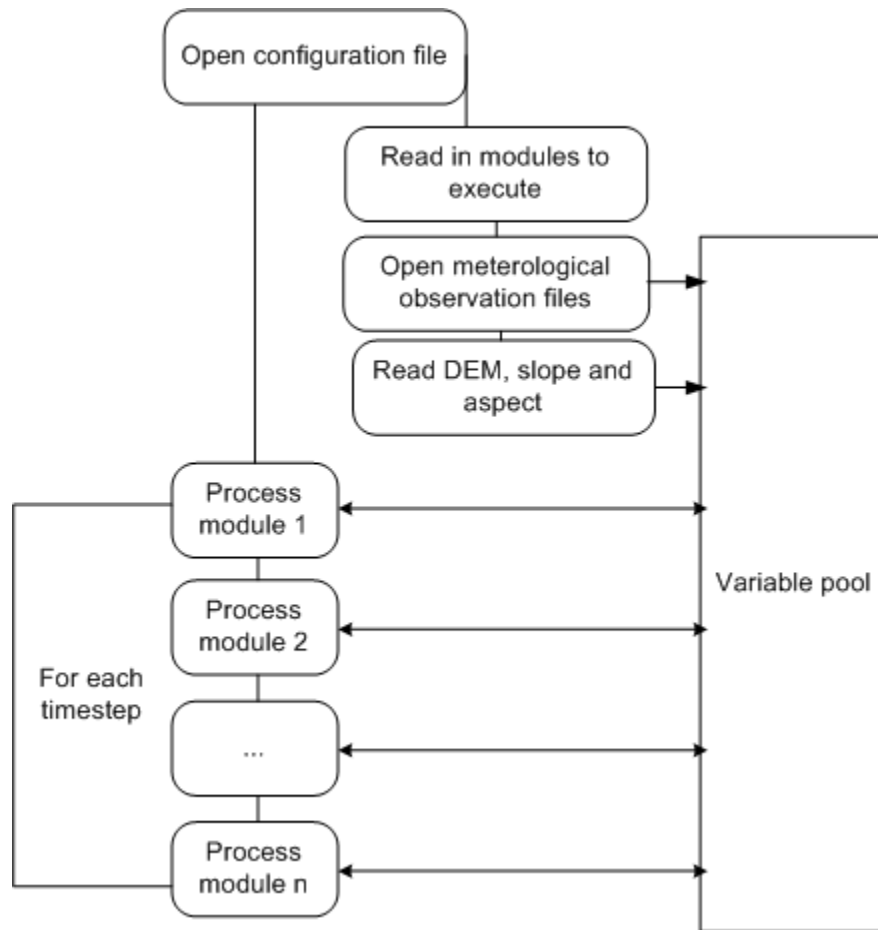 Open configuration file
Read in modules to
execute
Open meterological
observation files
Read DEM, slope and
aspect
Process
module 1
Process
module 2
Variable pool
For each
timestep
...
Process
module n